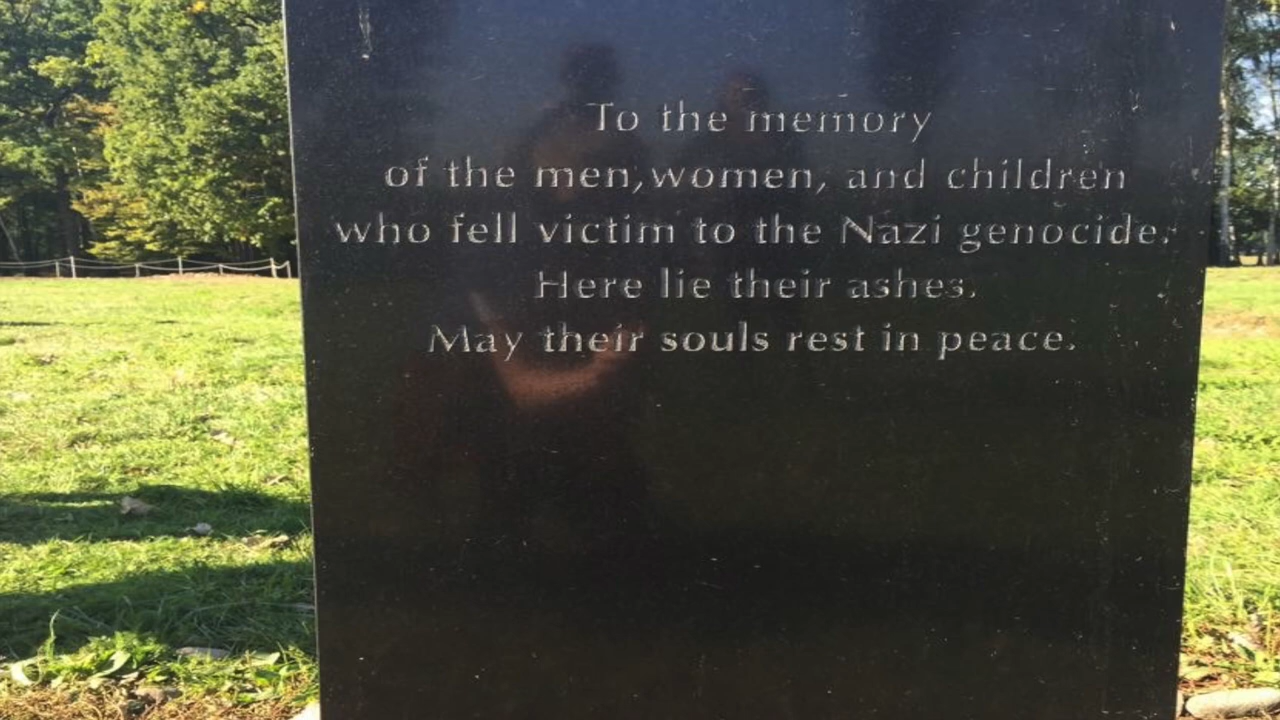 To the memory
of the men,women, and children
who fell victim to the Nazi genocide.
Here lie their ashes.
May their souls rest in peace.